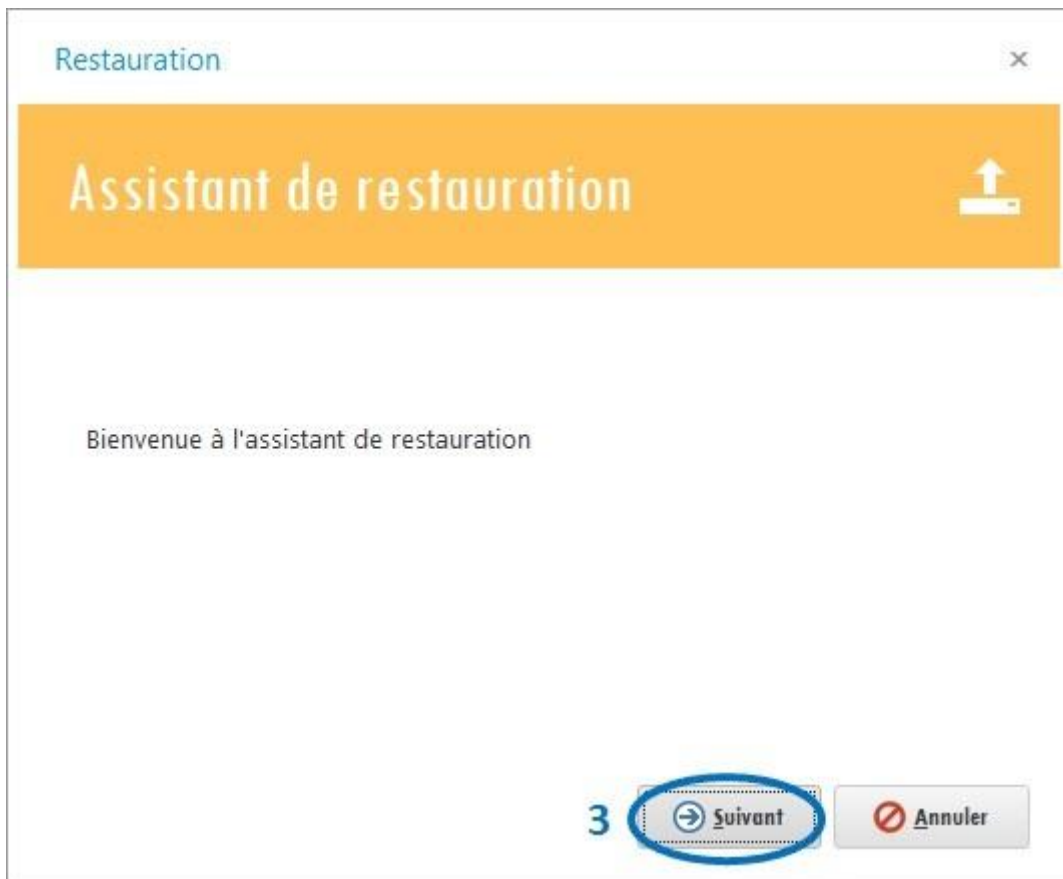 Restauration
Assistant de restauration
Bienvenue à l'assistant de restauration
3 Suivant Annuler